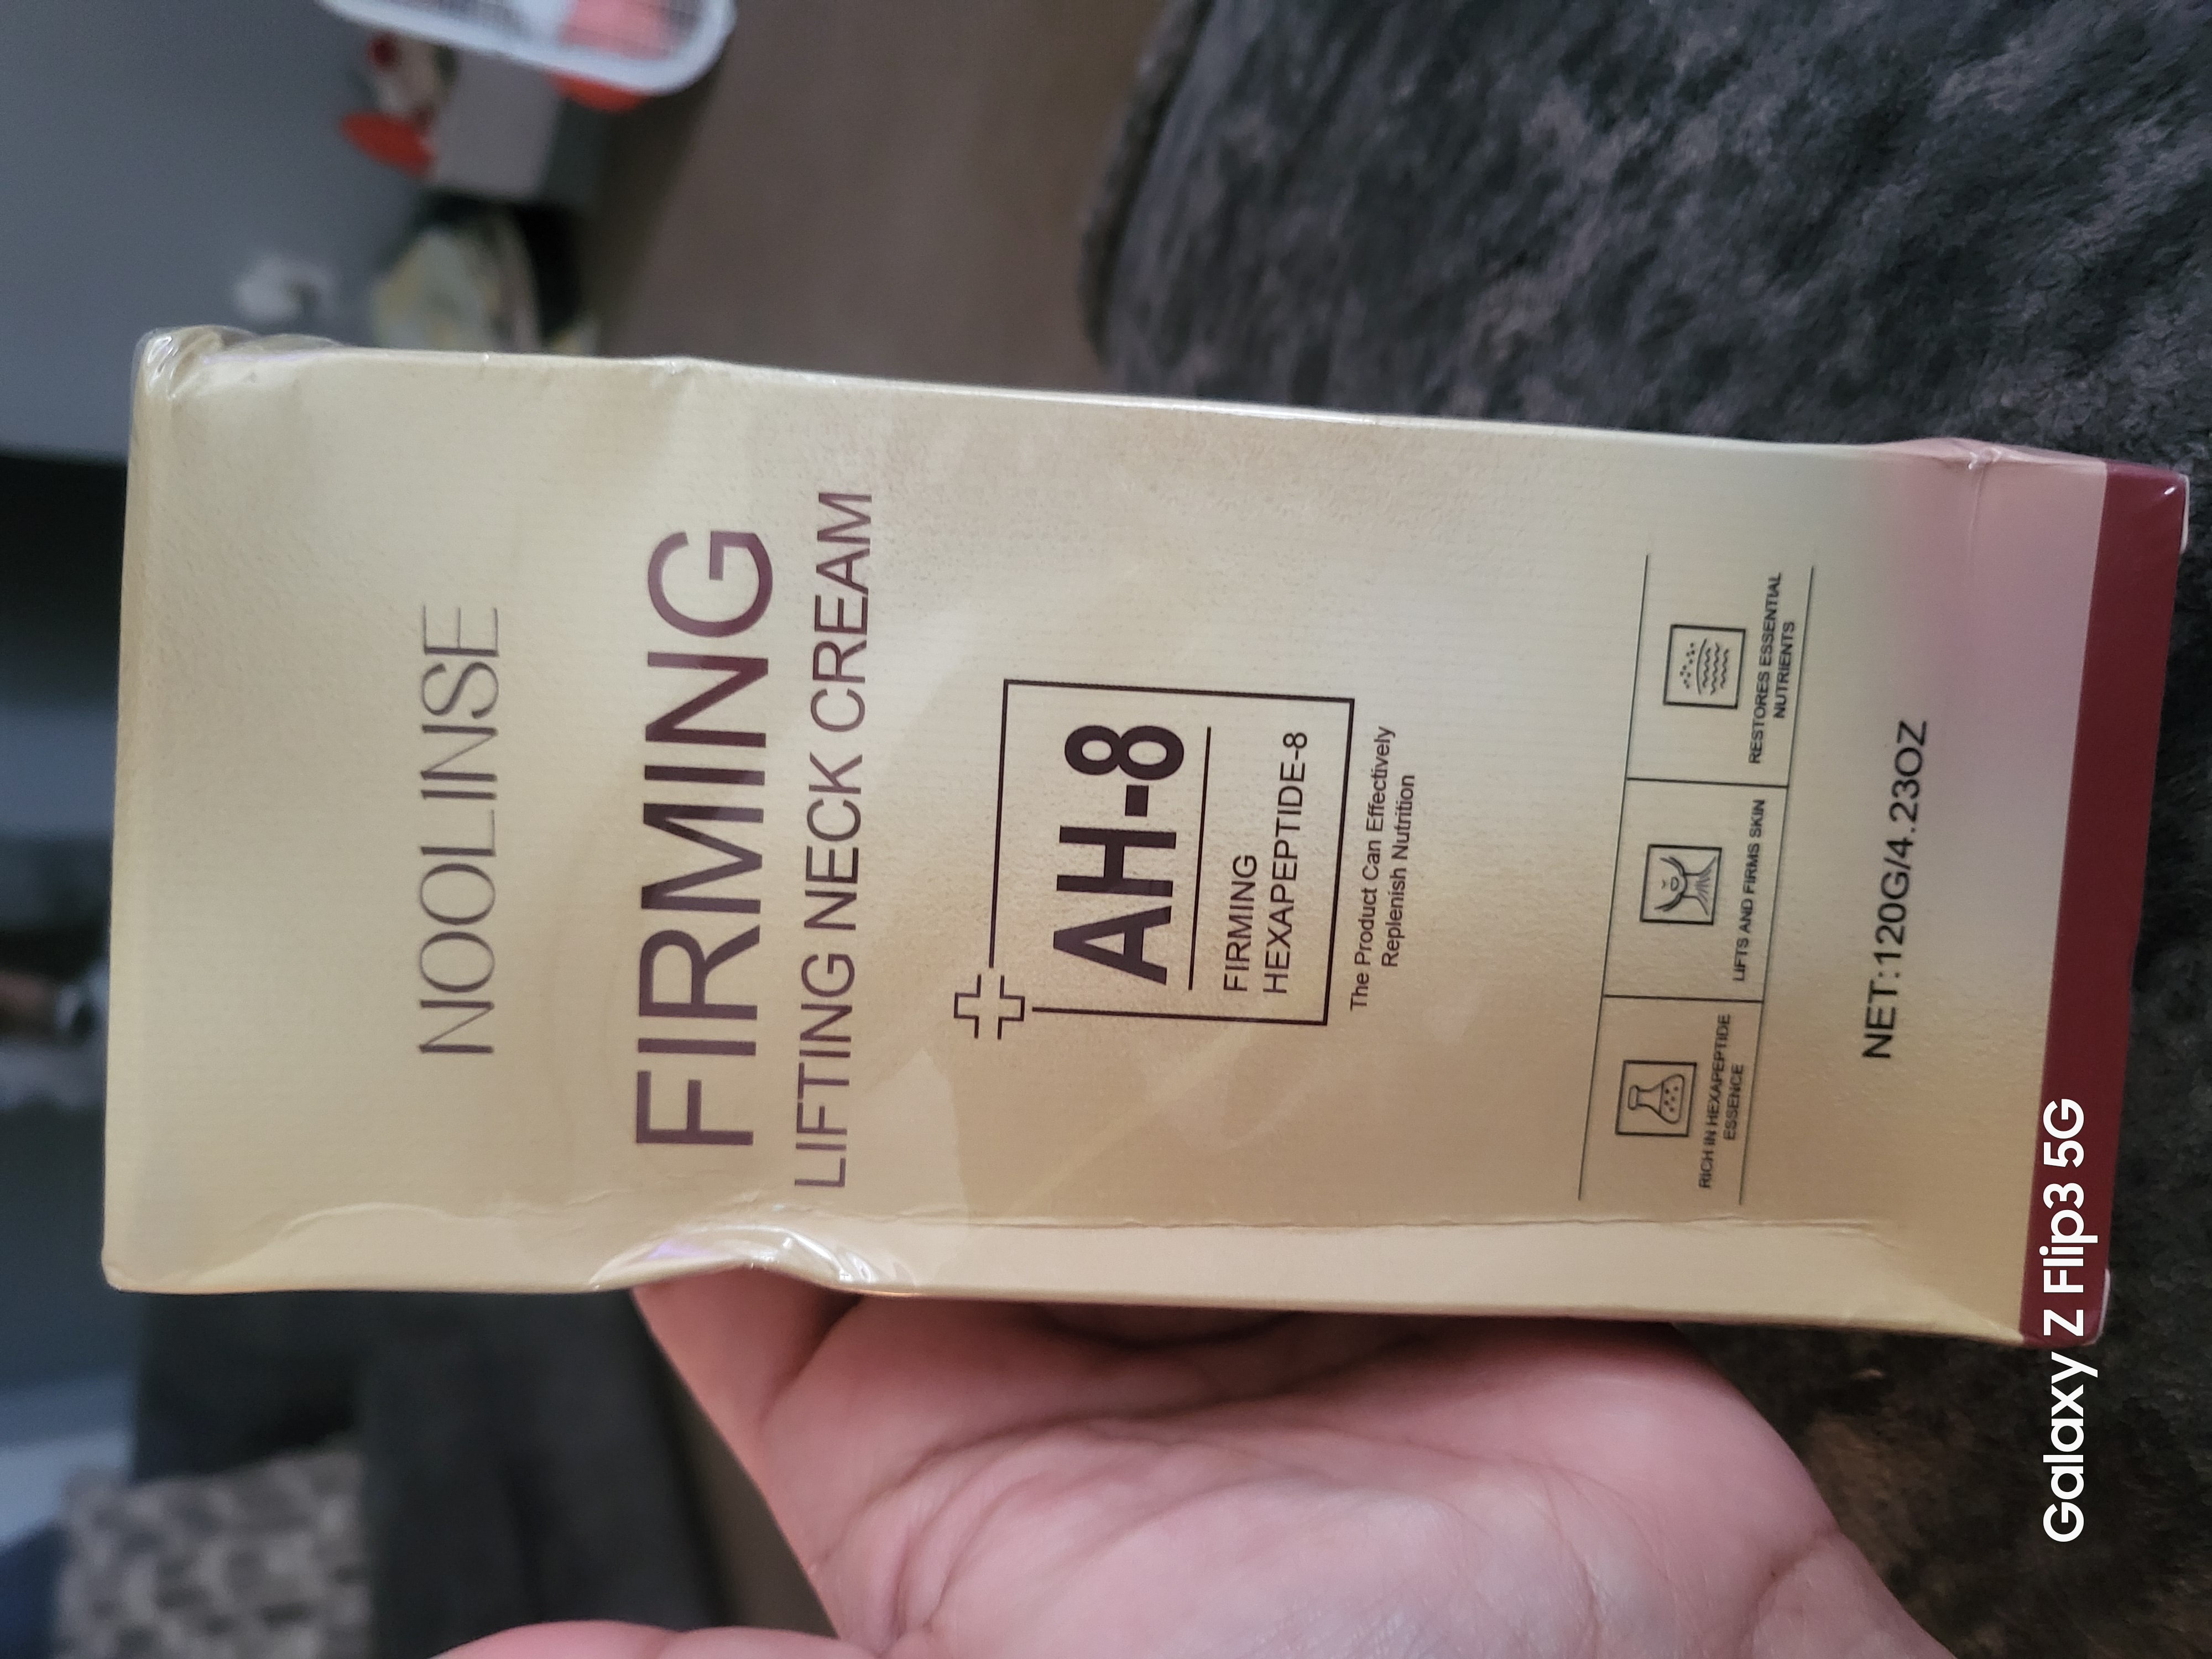 NOOLINSE
FIRMING
LIFTING NECK CREAM
AH-8
FIRMING
HEXAPEPTIDE-8
The Product Can Effectively
Replenish Nutrition
RICH IN HEXAPEPTIDE
ESSENCE
LIFTS AND FIRMS SKIN
RESTORES ESSENTIAL
NUTRIENTS
NET:120G/4.23OZ
Galaxy Z Flip3 5G